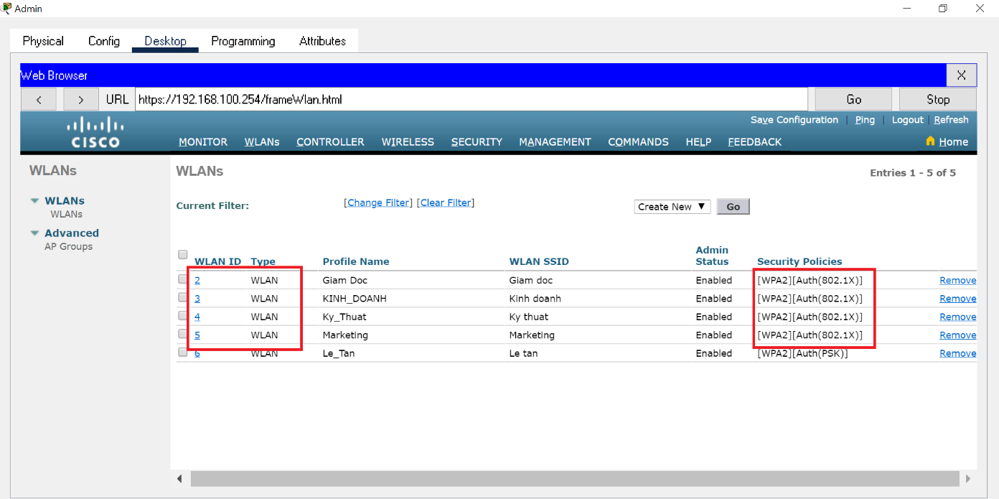 Admin
Physical Config Desktop Programming Attributes
Web Browser X
< > URL https://192.168.100.254/frameWlan.html Go Stop
Save Configuration | Ping | Logout | Refresh
CISCO MONITOR WLANs CONTROLLER WIRELESS SECURITY MANAGEMENT COMMANDS HELP FEEDBACK Home
WLANs
WLANs
WLANs
Advanced
AP Groups
WLANs Entries 1 - 5 of 5
Current Filter: [Change Filter] [Clear Filter] Create New Go
WLAN ID Type Profile Name WLAN SSID Admin Status Security Policies
2 WLAN Giam Doc Giam doc Enabled [WPA2][Auth(802.1X)] Remove
3 WLAN KINH_DOANH Kinh doanh Enabled [WPA2][Auth(802.1X)] Remove
4 WLAN Ky_Thuat Ky thuat Enabled [WPA2][Auth(802.1X)] Remove
5 WLAN Marketing Marketing Enabled [WPA2][Auth(802.1X)] Remove
6 WLAN Le_Tan Le tan Enabled [WPA2][Auth(PSK)] Remove